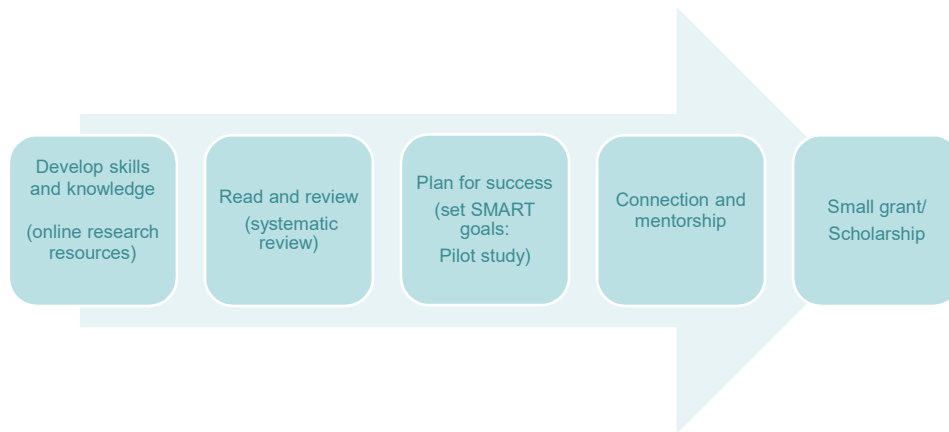 Develop skills
and knowledge
(online research
resources)
Read and review
(systematic
review)
Plan for success
(set SMART
goals:
Pilot study)
Connection and
mentorship
Small grant/
Scholarship